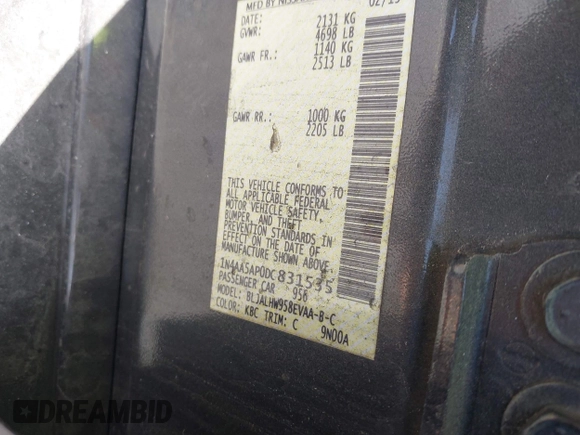 MFD BY NISS
02/13
DATE: 2131 KG
GVWR: 4698 LB
GAWR FR.: 1140 KG
2513 LB
GAWR RR.: 1000 KG
2205 LB
THIS VEHICLE CONFORMS TO
ALL APPLICABLE FEDERAL
MOTOR VEHICLE SAFETY,
BUMPER, AND THEFT
PREVENTION STANDARDS
IN EFFECT ON THE DATE OF
MANUFACTURE SHOWN ABOVE.
1N4AA5AP0DC831535
PASSENGER CAR 956
MODEL: BLJALHW958EVAA-B-C
COLOR: KBC TRIM: C 9N00A
DREAMBID